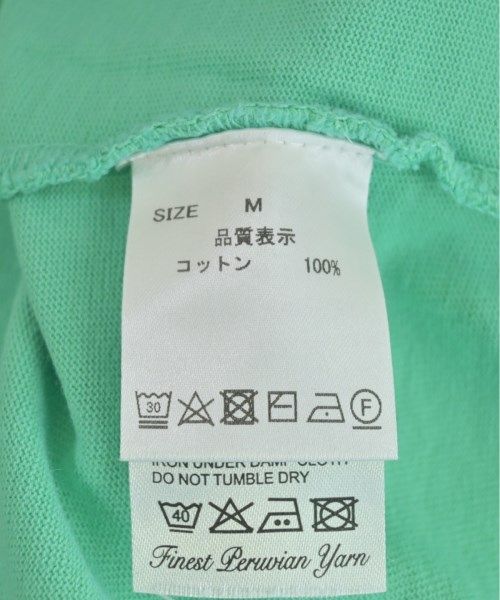 SIZE M
品質表示
コットン 100%
30 F
IRON UNDER DAMP CLOTH
DO NOT TUMBLE DRY
40
Finest Peruvian Yarn